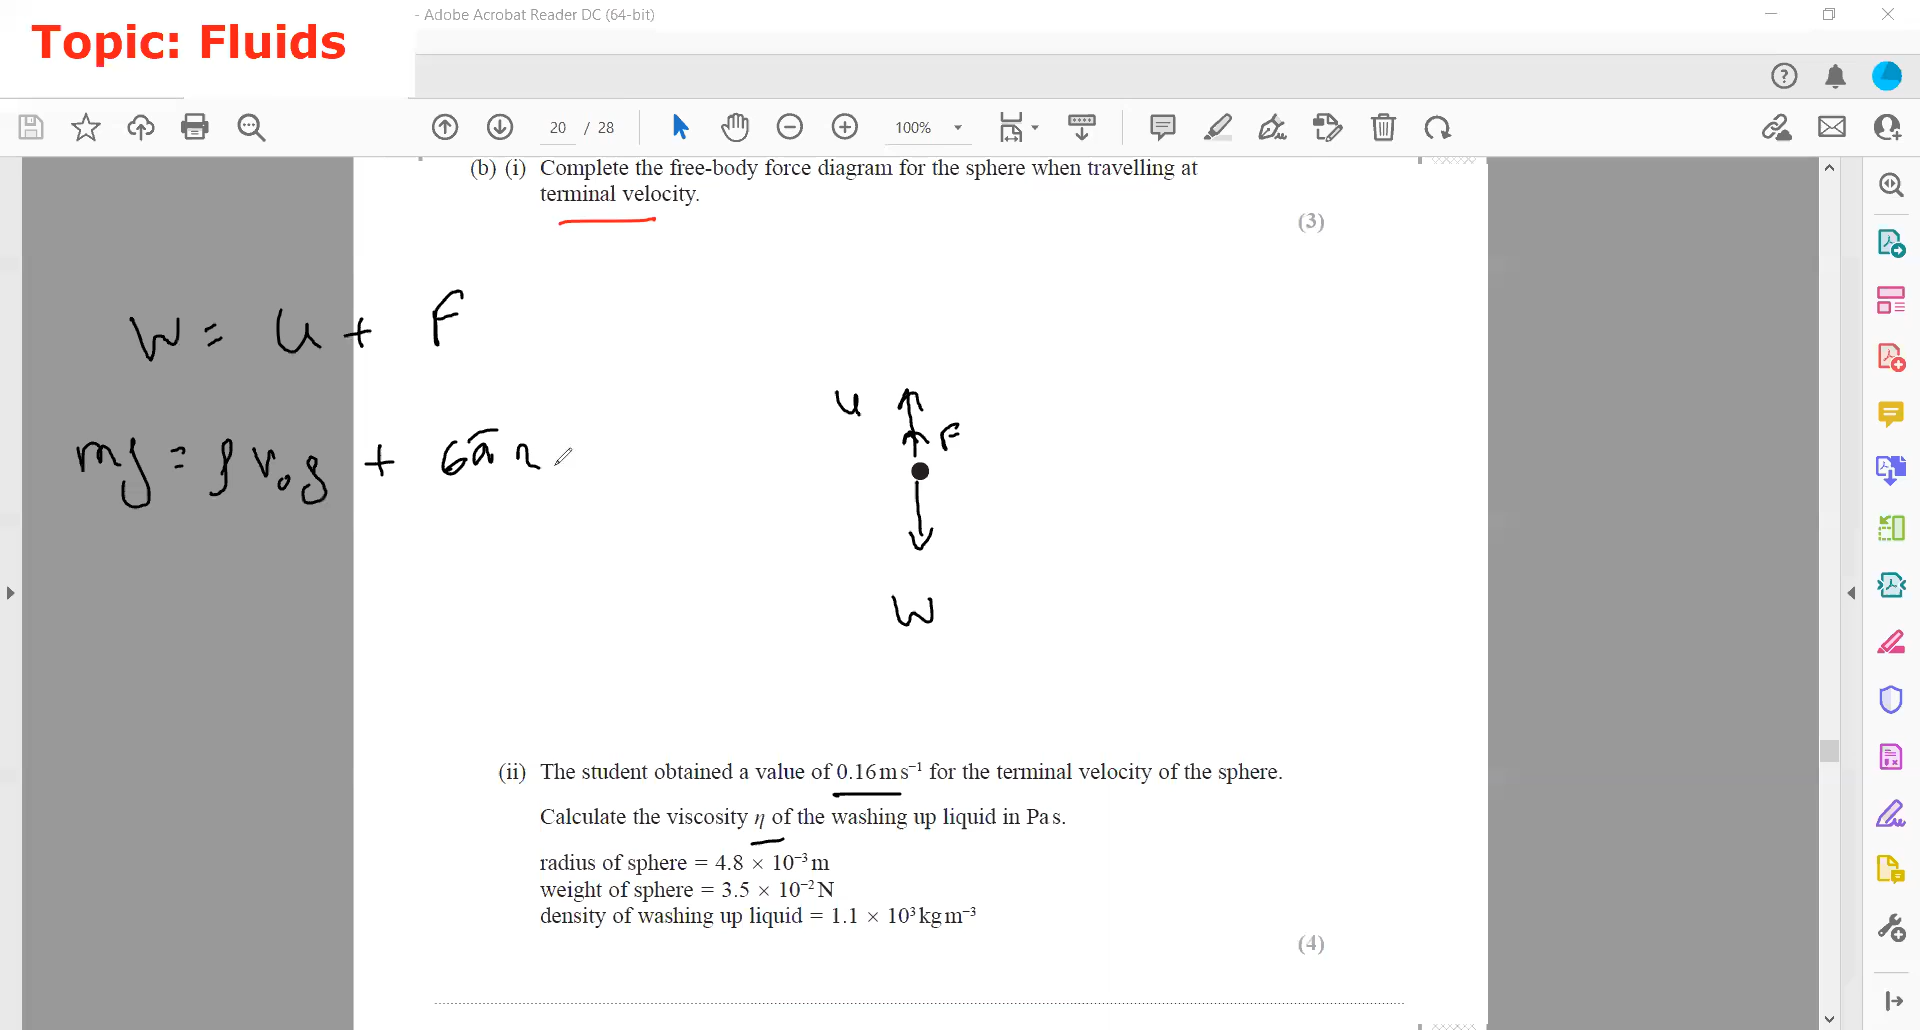 - Adobe Acrobat Reader DC (64-bit)
Topic: Fluids
20 / 28
100%
(b) (i) Complete the free-body force diagram for the sphere when travelling at
terminal velocity.
(3)
W = U + F
U
F
mg = ρ V₀ g + 6π η
W
(ii) The student obtained a value of 0.16 m s⁻¹ for the terminal velocity of the sphere.
Calculate the viscosity η of the washing up liquid in Pa s.
radius of sphere = 4.8 × 10⁻³ m
weight of sphere = 3.5 × 10⁻² N
density of washing up liquid = 1.1 × 10³ kg m⁻³
(4)